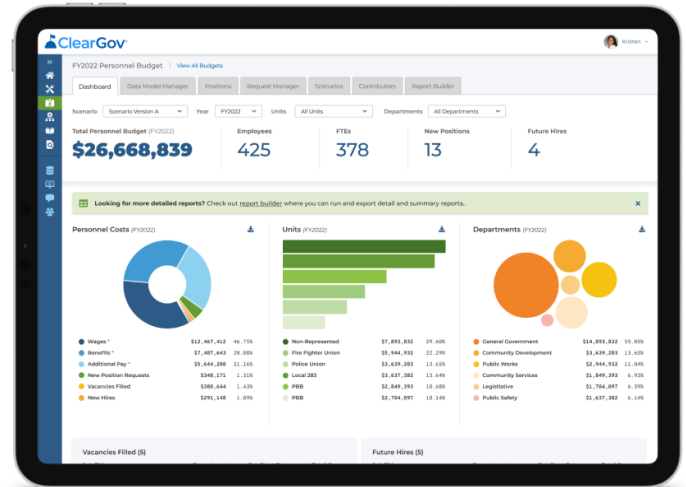 ClearGov
Kristen
FY2022 Personnel Budget | View All Budgets
Dashboard Data Model Manager Positions Request Manager Scenarios Contributors Report Builder
Scenario Scenario Version A Year FY2022 Units All Units Departments All Departments
Total Personnel Budget (FY2022) Employees FTEs New Positions Future Hires
$26,668,839 425 378 13 4
Looking for more detailed reports? Check out report builder where you can run and export detail and summary reports..
Personnel Costs (FY2022) Units (FY2022) Departments (FY2022)
Wages * $12,467,412 46.75% Non-Represented $7,893,832 29.60% General Government $14,893,832 55.85%
Benefits * $7,487,643 28.08% Fire Fighter Union $5,944,932 22.29% Community Development $3,639,283 13.65%
Additional Pay * $5,644,208 21.16% Police Union $3,639,283 13.65% Public Works $2,944,932 11.04%
New Position Requests $348,171 1.31% Local 283 $3,637,382 13.64% Community Services $1,849,393 6.93%
Vacancies Filled $388,644 1.43% PBB $2,849,393 10.68% Legistlative $1,704,097 6.39%
New Hires $291,148 1.09% PBB $2,704,097 10.14% Public Safety $1,637,382 6.14%
Vacancies Filled (5) Future Hires (5)